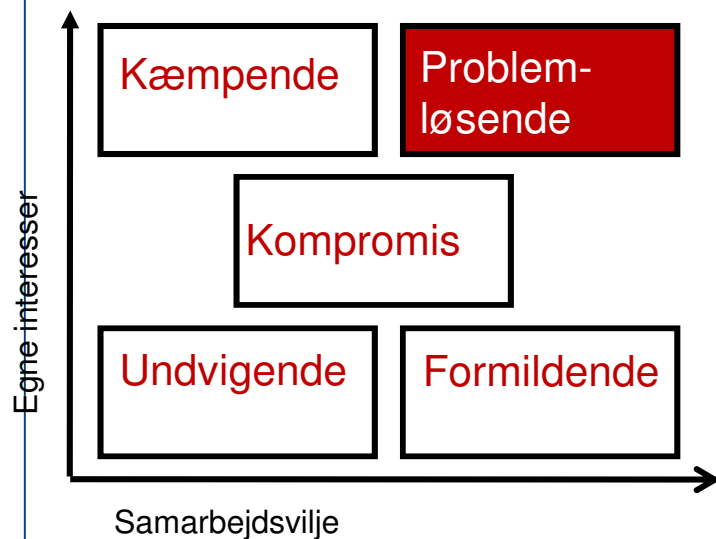 Kæmpende
Problem-
løsende
Kompromis
Undvigende
Formildende
Egne interesser
Samarbejdsvilje